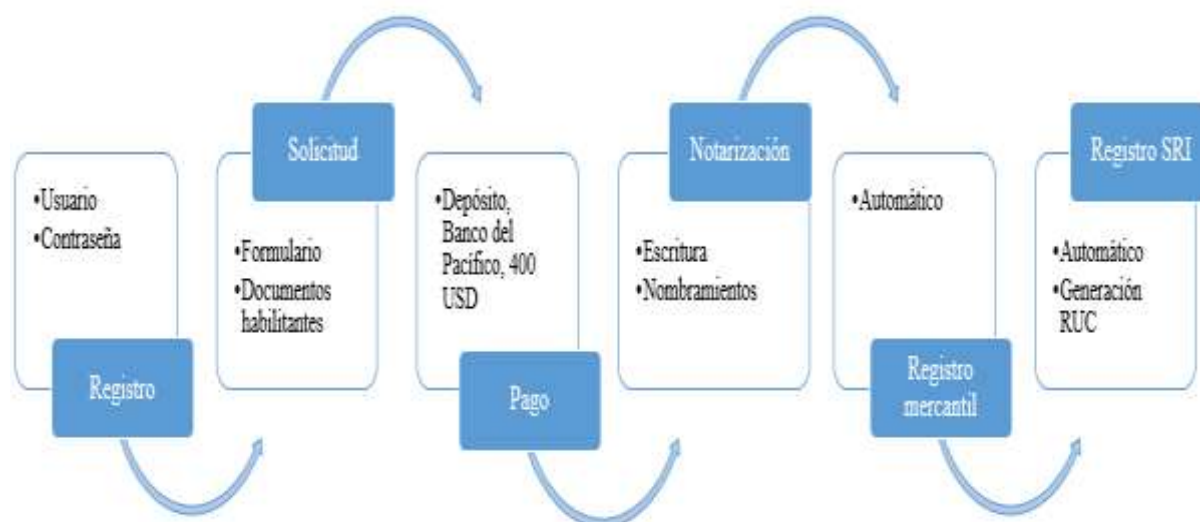 Registro
•Usuario
•Contraseña
Solicitud
•Formulario
•Documentos
habilitantes
•Depósito,
Banco del
Pacífico, 400
USD
Pago
Notarización
•Escritura
•Nombramientos
•Automático
Registro
mercantil
Registro SRI
•Automático
•Generación
RUC